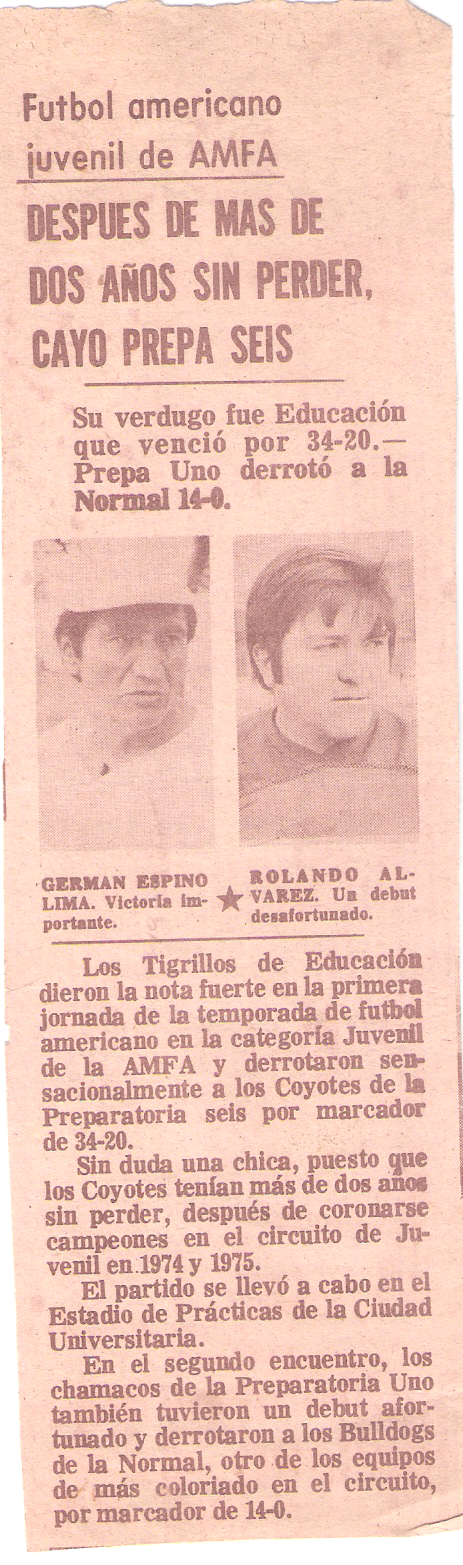 Futbol americano
juvenil de AMFA
DESPUES DE MAS DE
DOS AÑOS SIN PERDER,
CAYO PREPA SEIS
Su verdugo fue Educación
que venció por 34-20.—
Prepa Uno derrotó a la
Normal 14-0.
GERMAN ESPINO
LIMA. Victoria im-
portante.
ROLANDO AL-
VAREZ. Un debut
desafortunado.
Los Tigrillos de Educación
dieron la nota fuerte en la primera
jornada de la temporada de futbol
americano en la categoría Juvenil
de la AMFA y derrotaron sen-
sacionalmente a los Coyotes de la
Preparatoria seis por marcador
de 34-20.
Sin duda una chica, puesto que
los Coyotes tenían más de dos años
sin perder, después de coronarse
campeones en el circuito de Ju-
venil en 1974 y 1975.
El partido se llevó a cabo en el
Estadio de Prácticas de la Ciudad
Universitaria.
En el segundo encuentro, los
chamacos de la Preparatoria Uno
también tuvieron un debut afor-
tunado y derrotaron a los Bulldogs
de la Normal, otro de los equipos
de más coloriado en el circuito,
por marcador de 14-0.